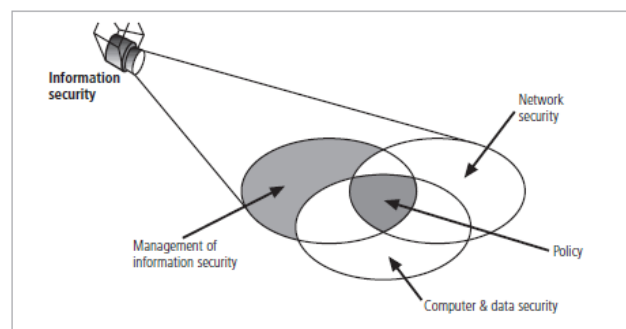 Information
security
Network
security
Management of
information security
Policy
Computer & data security